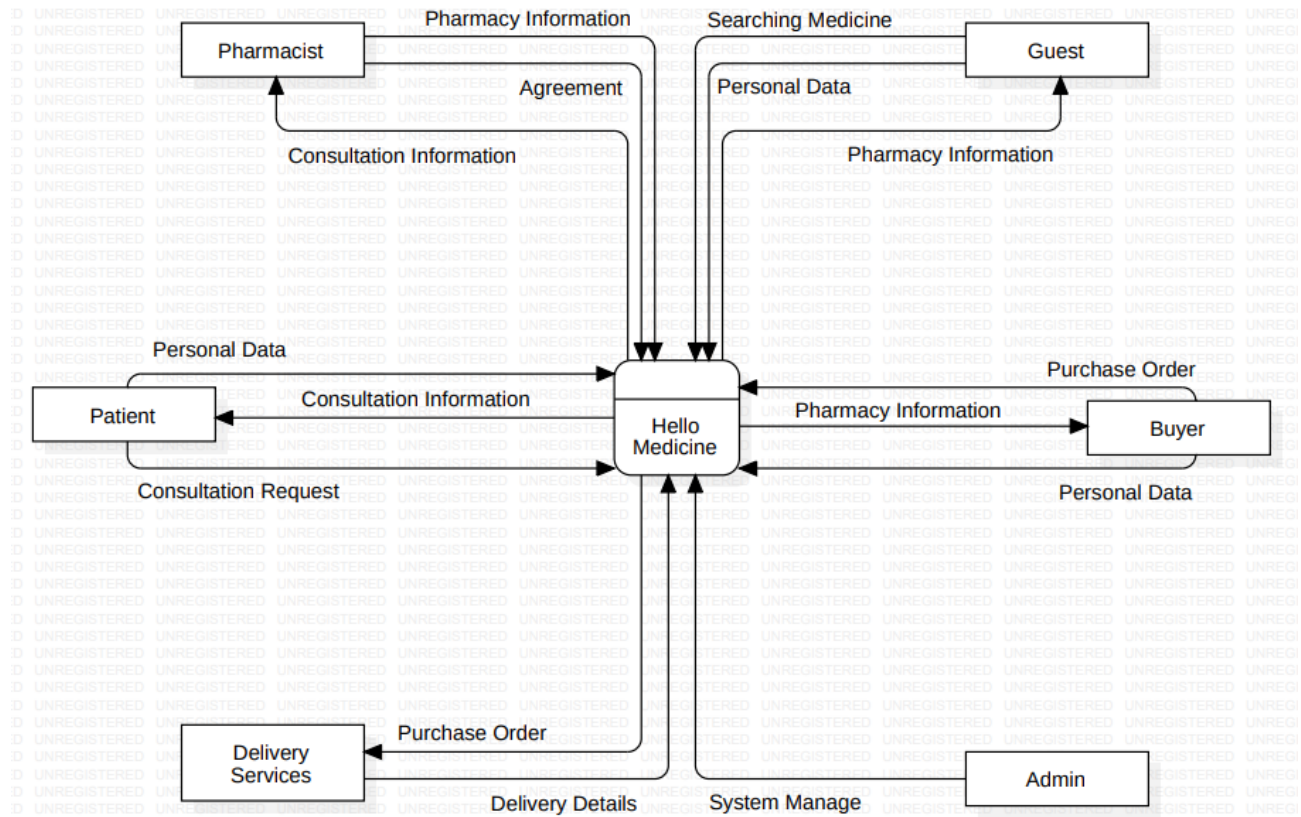 Pharmacy Information
Searching Medicine
Pharmacist
Guest
Agreement
Personal Data
Consultation Information
Pharmacy Information
Personal Data
Purchase Order
Consultation Information
Pharmacy Information
Patient
Hello
Medicine
Buyer
Consultation Request
Personal Data
Purchase Order
Delivery
Services
Admin
Delivery Details
System Manage
UNREGISTERED